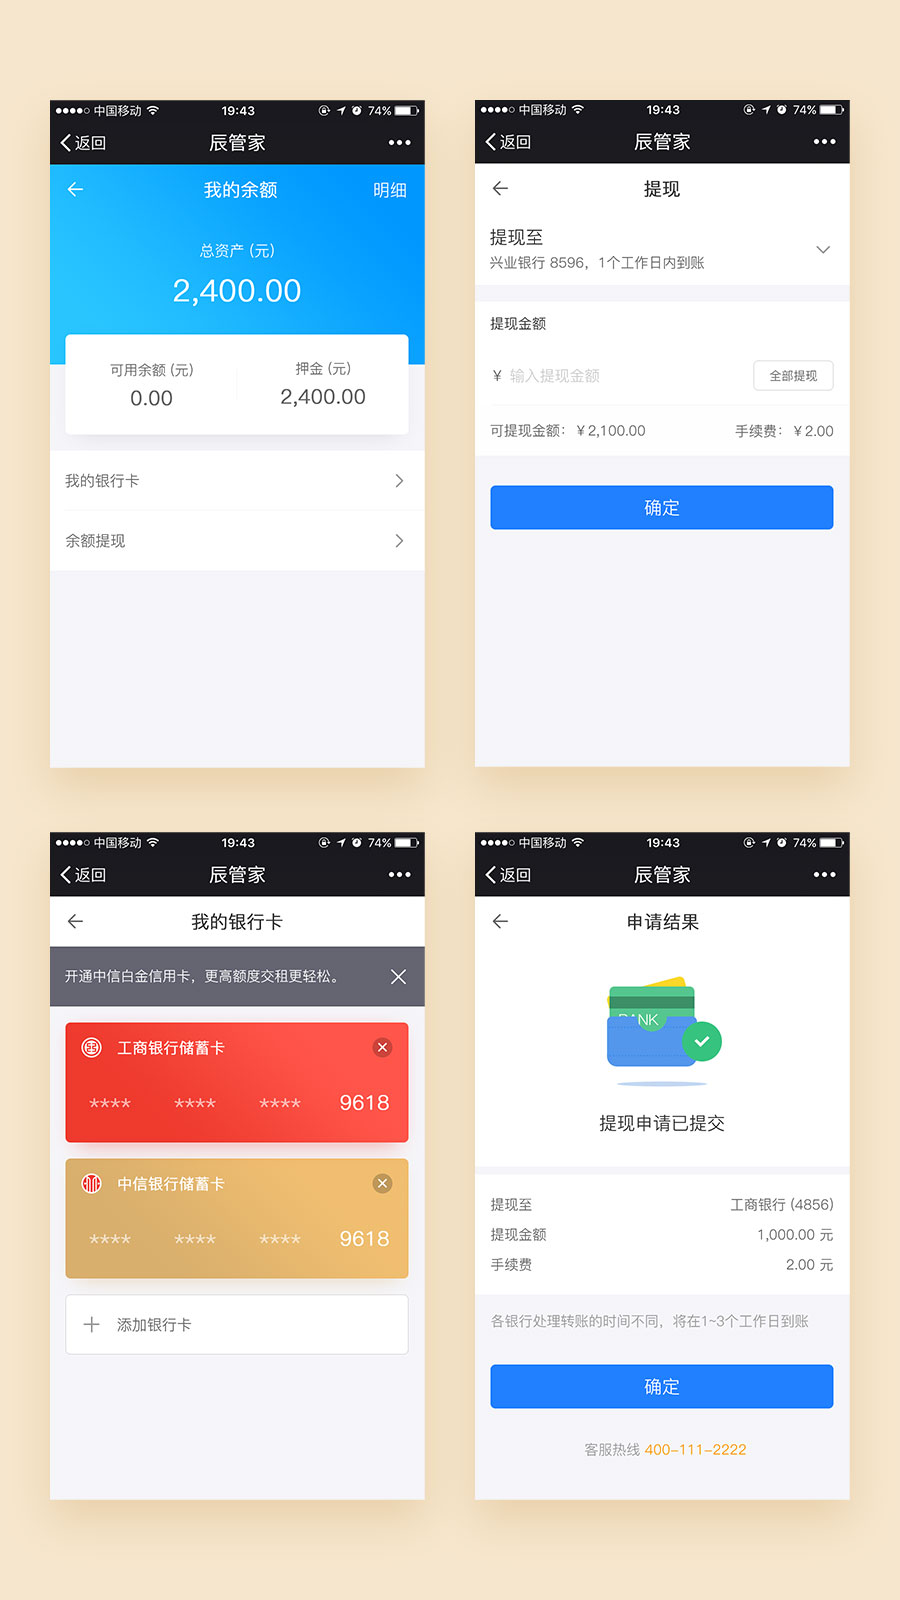 中国移动 19:43 74%
返回 辰管家
我的余额 明细
总资产 (元)
2,400.00
可用余额 (元) 押金 (元)
0.00 2,400.00
我的银行卡
余额提现
中国移动 19:43 74%
返回 辰管家
提现
提现至
兴业银行 8596，1个工作日内到账
提现金额
¥ 输入提现金额 全部提现
可提现金额：¥2,100.00 手续费：¥2.00
确定
中国移动 19:43 74%
返回 辰管家
我的银行卡
开通中信白金信用卡，更高额度交租更轻松。
工商银行储蓄卡
**** **** **** 9618
中信银行储蓄卡
**** **** **** 9618
添加银行卡
中国移动 19:43 74%
返回 辰管家
申请结果
BANK
提现申请已提交
提现至 工商银行 (4856)
提现金额 1,000.00 元
手续费 2.00 元
各银行处理转账的时间不同，将在1~3个工作日到账
确定
客服热线 400-111-2222